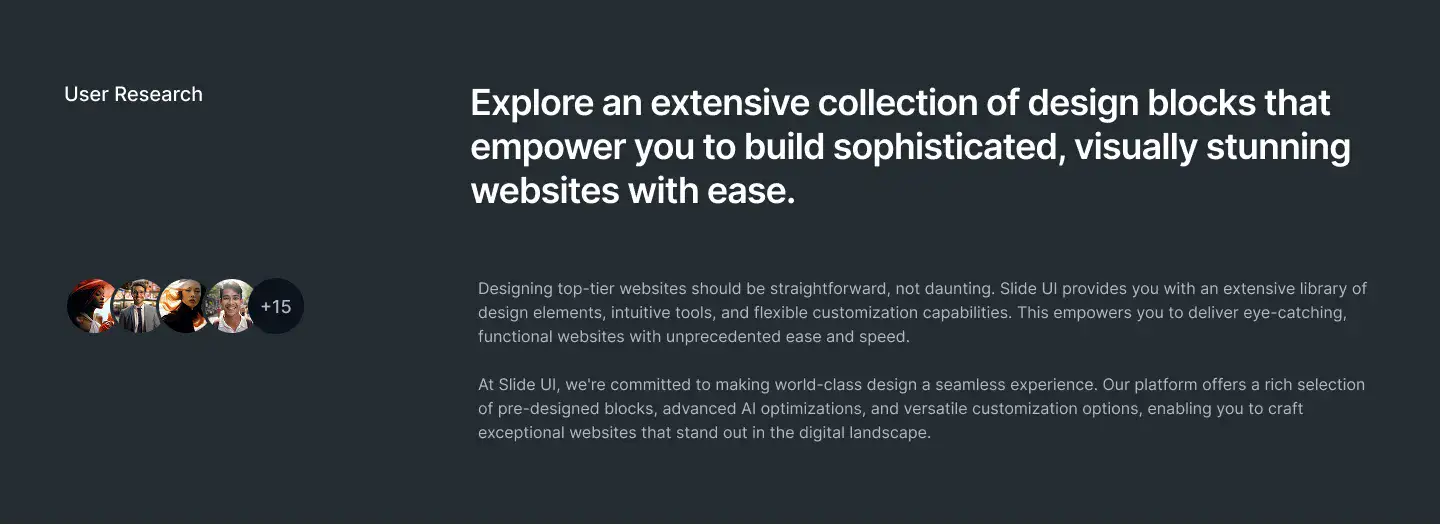 User Research
Explore an extensive collection of design blocks that
empower you to build sophisticated, visually stunning
websites with ease.
+15
Designing top-tier websites should be straightforward, not daunting. Slide UI provides you with an extensive library of
design elements, intuitive tools, and flexible customization capabilities. This empowers you to deliver eye-catching,
functional websites with unprecedented ease and speed.
At Slide UI, we're committed to making world-class design a seamless experience. Our platform offers a rich selection
of pre-designed blocks, advanced AI optimizations, and versatile customization options, enabling you to craft
exceptional websites that stand out in the digital landscape.